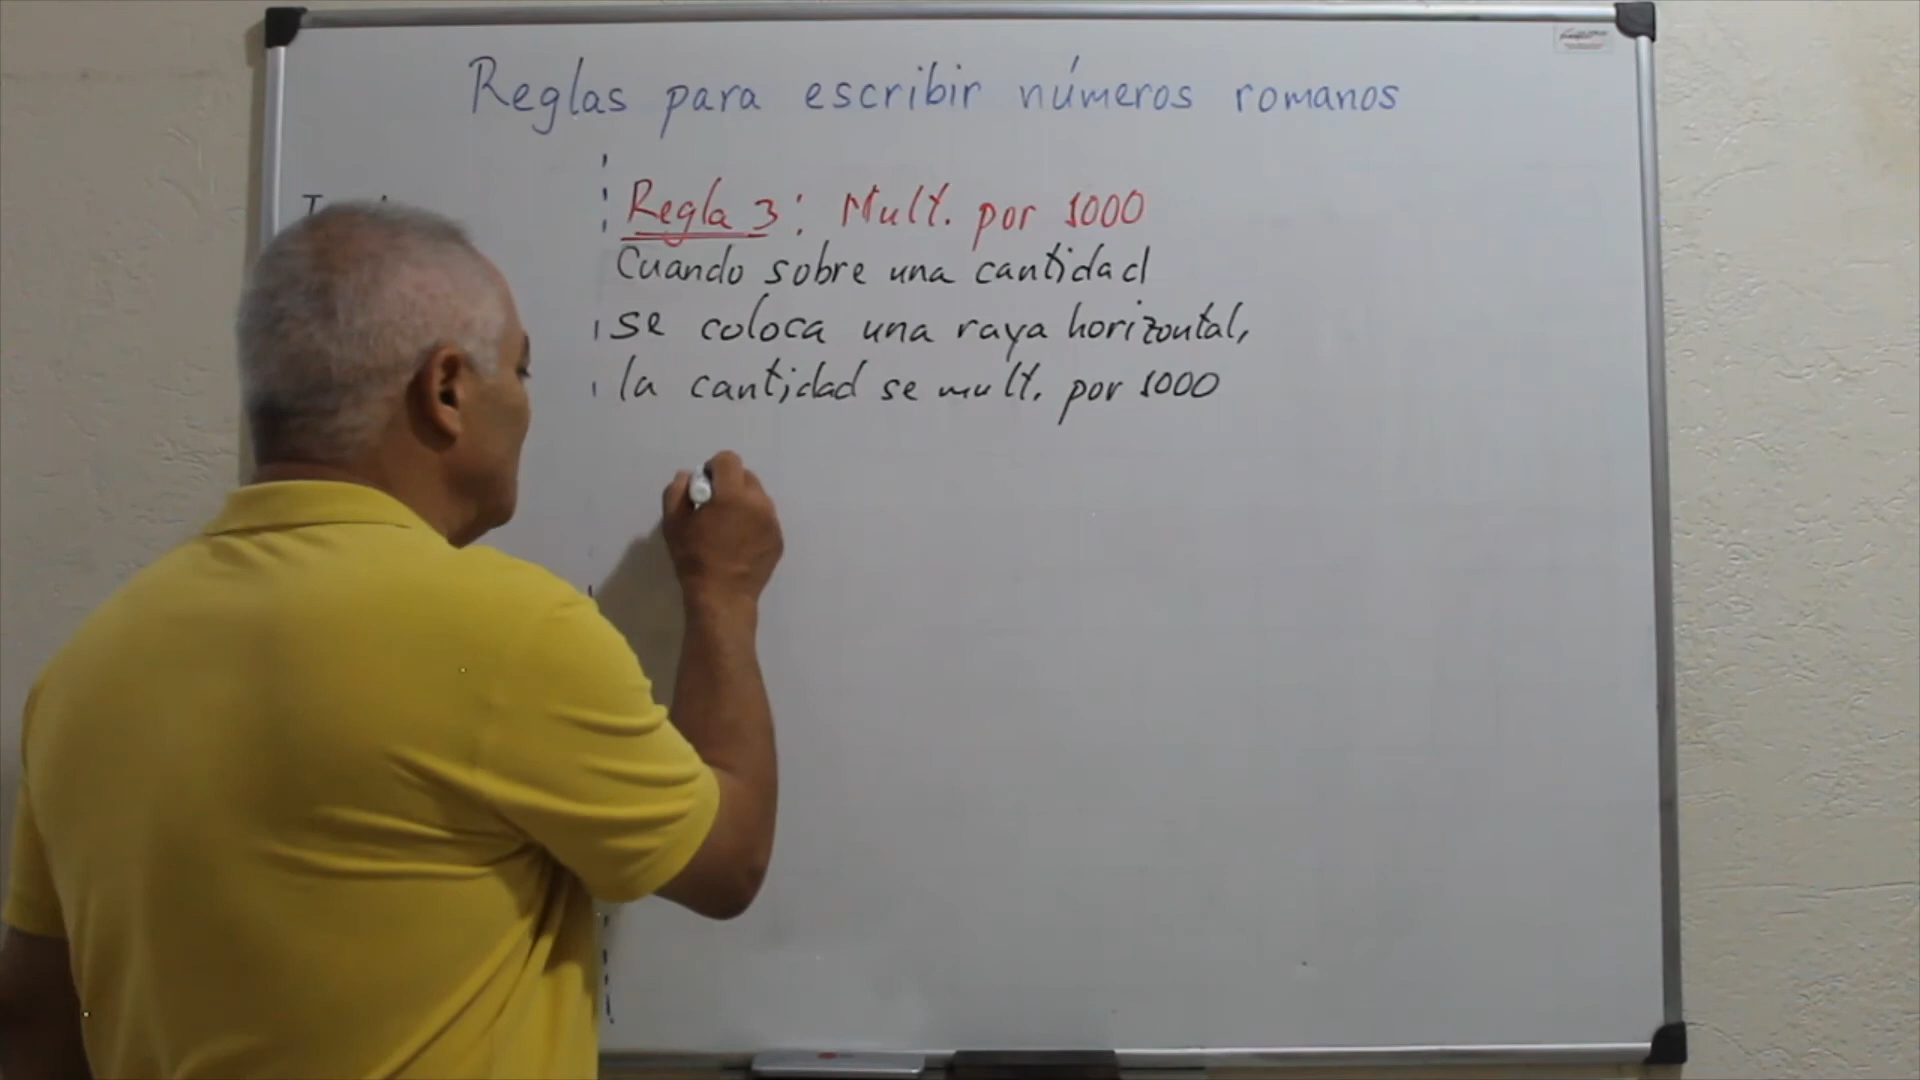 Reglas para escribir números romanos
Regla 3: Mult. por 1000
Cuando sobre una cantidad
se coloca una raya horizontal,
la cantidad se mult. por 1000